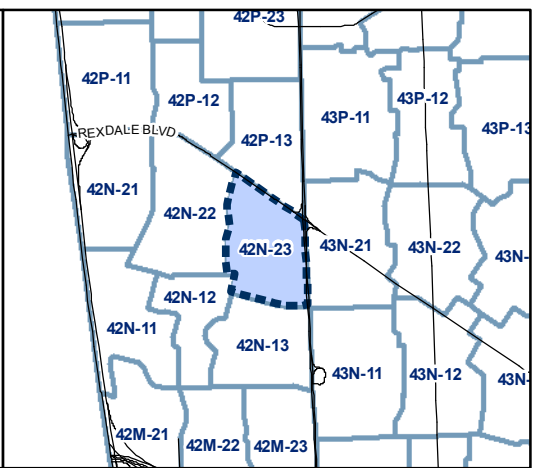 42P-23
42P-11
42P-12
43P-12
43P-11
43P-13
REXDALE BLVD
42P-13
42N-21
42N-22
42N-23
43N-21
43N-22
43N-
42N-12
42N-11
42N-13
43N-11
43N-12
43N-
42M-21
42M-22
42M-23